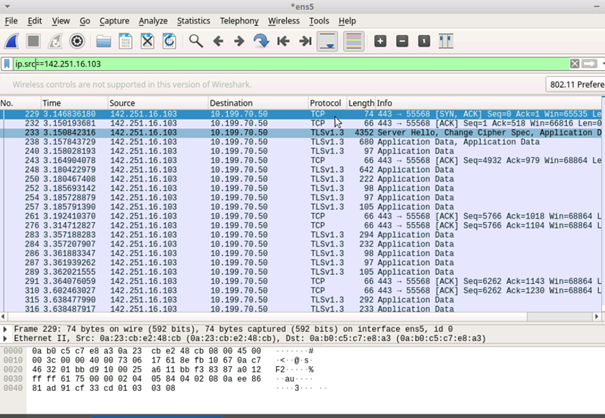 *ens5
File Edit View Go Capture Analyze Statistics Telephony Wireless Tools Help
ip.src==142.251.16.103
Wireless controls are not supported in this version of Wireshark. 802.11 Prefere
No. Time Source Destination Protocol Length Info
229 3.146836180 142.251.16.103 10.199.70.50 TCP 74 443 → 55568 [SYN, ACK] Seq=0 Ack=1 Win=65535 Le
232 3.150193681 142.251.16.103 10.199.70.50 TCP 66 443 → 55568 [ACK] Seq=1 Ack=518 Win=66816 Len=0
233 3.150842316 142.251.16.103 10.199.70.50 TLSv1.3 4352 Server Hello, Change Cipher Spec, Application D
238 3.157843729 142.251.16.103 10.199.70.50 TLSv1.3 680 Application Data, Application Data
240 3.158028193 142.251.16.103 10.199.70.50 TLSv1.3 97 Application Data
243 3.164904078 142.251.16.103 10.199.70.50 TCP 66 443 → 55568 [ACK] Seq=4932 Ack=979 Win=68864 L
248 3.180422979 142.251.16.103 10.199.70.50 TLSv1.3 642 Application Data
250 3.180467408 142.251.16.103 10.199.70.50 TLSv1.3 222 Application Data
252 3.185693142 142.251.16.103 10.199.70.50 TLSv1.3 98 Application Data
254 3.185728879 142.251.16.103 10.199.70.50 TLSv1.3 97 Application Data
257 3.185791390 142.251.16.103 10.199.70.50 TLSv1.3 105 Application Data
261 3.192410370 142.251.16.103 10.199.70.50 TCP 66 443 → 55568 [ACK] Seq=5766 Ack=1018 Win=68864 L
276 3.314712827 142.251.16.103 10.199.70.50 TCP 66 443 → 55568 [ACK] Seq=5766 Ack=1104 Win=68864 L
283 3.357188283 142.251.16.103 10.199.70.50 TLSv1.3 294 Application Data
284 3.357207907 142.251.16.103 10.199.70.50 TLSv1.3 232 Application Data
286 3.361883347 142.251.16.103 10.199.70.50 TLSv1.3 98 Application Data
287 3.361939262 142.251.16.103 10.199.70.50 TLSv1.3 97 Application Data
289 3.362021555 142.251.16.103 10.199.70.50 TLSv1.3 105 Application Data
291 3.364076059 142.251.16.103 10.199.70.50 TCP 66 443 → 55568 [ACK] Seq=6262 Ack=1143 Win=68864 L
310 3.602463027 142.251.16.103 10.199.70.50 TCP 66 443 → 55568 [ACK] Seq=6262 Ack=1230 Win=68864 L
315 3.638477990 142.251.16.103 10.199.70.50 TLSv1.3 292 Application Data
316 3.638487917 142.251.16.103 10.199.70.50 TLSv1.3 233 Application Data
Frame 229: 74 bytes on wire (592 bits), 74 bytes captured (592 bits) on interface ens5, id 0
Ethernet II, Src: 0a:23:cb:e2:48:cb (0a:23:cb:e2:48:cb), Dst: 0a:b0:c5:c7:e8:a3 (0a:b0:c5:c7:e8:a3)
0000 0a b0 c5 c7 e8 a3 0a 23 cb e2 48 cb 08 00 45 00 ·······#
0010 00 3c 00 00 40 00 73 06 17 61 8e fb 10 67 0a c7 ·<··@·s·
0020 46 32 01 bb d9 10 00 25 a6 11 bb f3 83 87 a0 12 F2·····%
0030 ff ff 61 75 00 00 02 04 05 84 04 02 08 0a ee 86 ··au····
0040 81 ad 91 cf 33 cd 01 03 03 08 ····3···